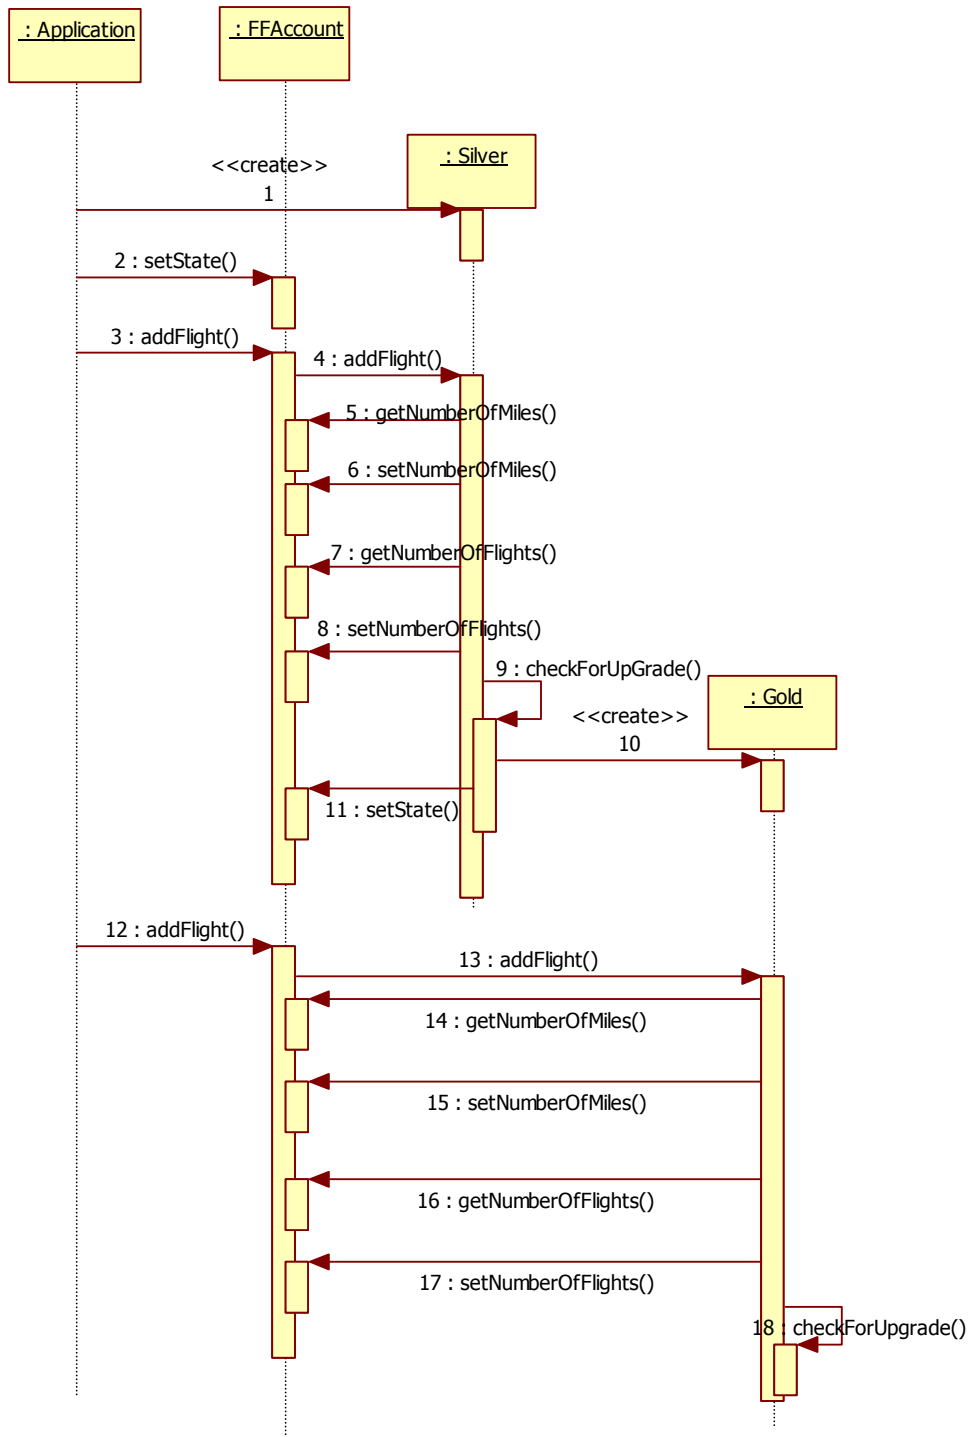 : Application
: FFAccount
: Silver
<<create>>
1
2 : setState()
3 : addFlight()
4 : addFlight()
5 : getNumberOfMiles()
6 : setNumberOfMiles()
7 : getNumberOfFlights()
8 : setNumberOfFlights()
9 : checkForUpGrade()
: Gold
<<create>>
10
11 : setState()
12 : addFlight()
13 : addFlight()
14 : getNumberOfMiles()
15 : setNumberOfMiles()
16 : getNumberOfFlights()
17 : setNumberOfFlights()
18 : checkForUpgrade()